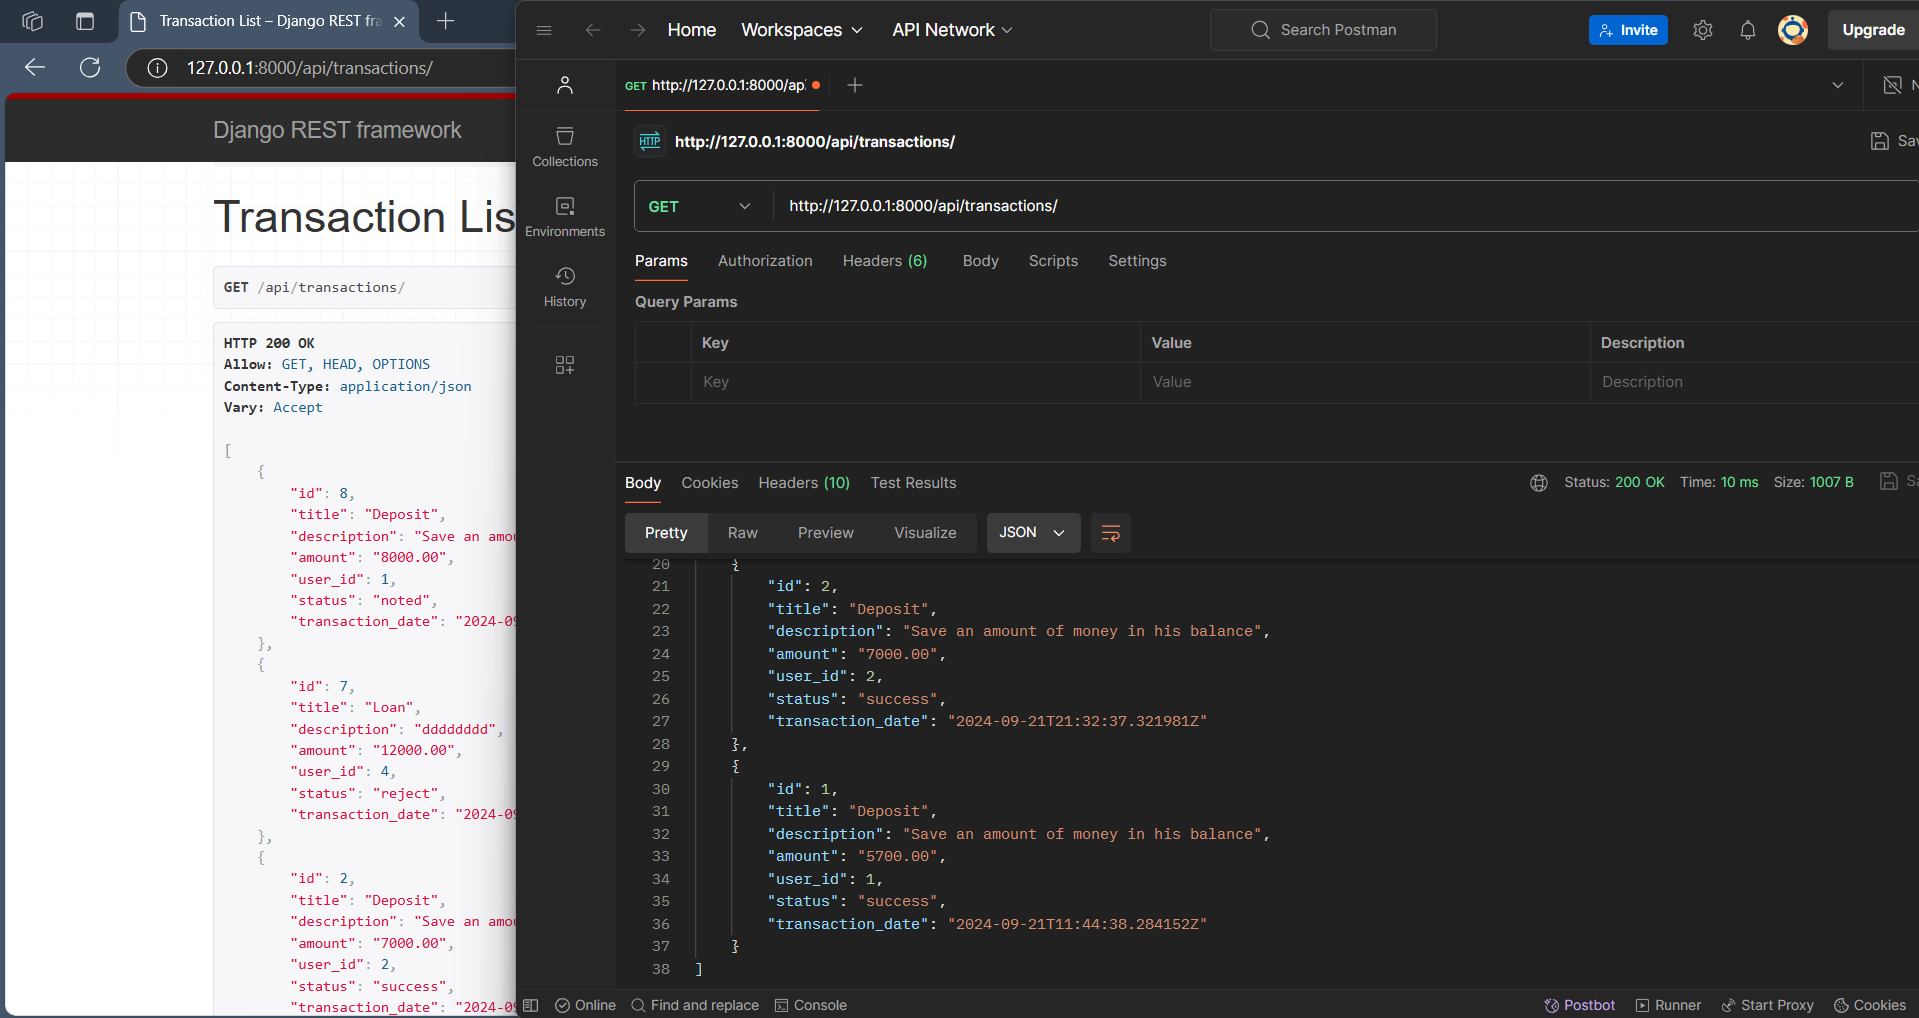 Transaction List – Django REST fra
127.0.0.1:8000/api/transactions/
Django REST framework
Transaction Lis
GET /api/transactions/
HTTP 200 OK
Allow: GET, HEAD, OPTIONS
Content-Type: application/json
Vary: Accept
[
{
"id": 8,
"title": "Deposit",
"description": "Save an amou
"amount": "8000.00",
"user_id": 1,
"status": "noted",
"transaction_date": "2024-09
},
{
"id": 7,
"title": "Loan",
"description": "dddddddd",
"amount": "12000.00",
"user_id": 4,
"status": "reject",
"transaction_date": "2024-09
},
{
"id": 2,
"title": "Deposit",
"description": "Save an amou
"amount": "7000.00",
"user_id": 2,
"status": "success",
"transaction_date": "2024-09
Home Workspaces API Network Search Postman Invite Upgrade
GET http://127.0.0.1:8000/ap N
HTTP http://127.0.0.1:8000/api/transactions/ Sav
Collections
Environments
History
GET http://127.0.0.1:8000/api/transactions/
Params Authorization Headers (6) Body Scripts Settings
Query Params
Key Value Description
Key Value Description
Body Cookies Headers (10) Test Results Status: 200 OK Time: 10 ms Size: 1007 B Sa
Pretty Raw Preview Visualize JSON
20 {
21 "id": 2,
22 "title": "Deposit",
23 "description": "Save an amount of money in his balance",
24 "amount": "7000.00",
25 "user_id": 2,
26 "status": "success",
27 "transaction_date": "2024-09-21T21:32:37.321981Z"
28 },
29 {
30 "id": 1,
31 "title": "Deposit",
32 "description": "Save an amount of money in his balance",
33 "amount": "5700.00",
34 "user_id": 1,
35 "status": "success",
36 "transaction_date": "2024-09-21T11:44:38.284152Z"
37 }
38 ]
Online Find and replace Console Postbot Runner Start Proxy Cookies